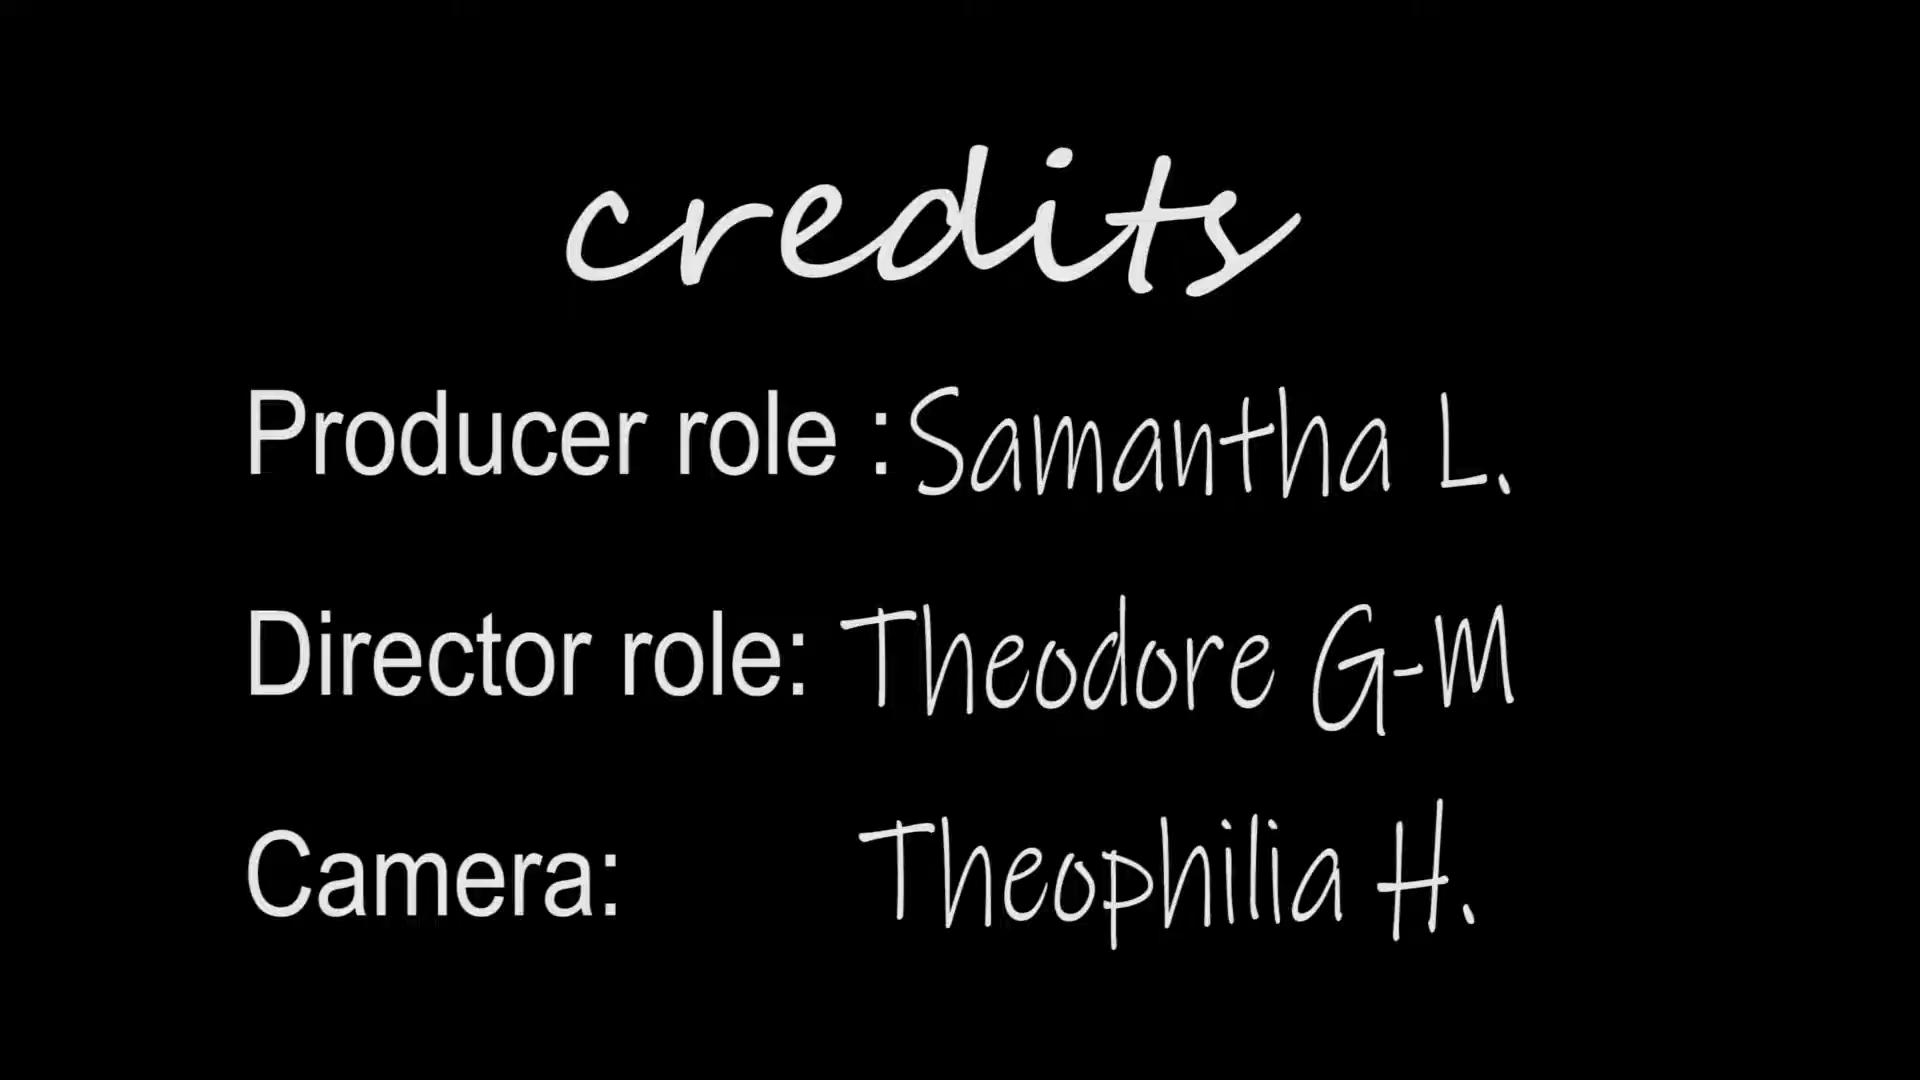 credits
Producer role :Samantha L.
Director role: Theodore G-M
Camera: Theophilia H.